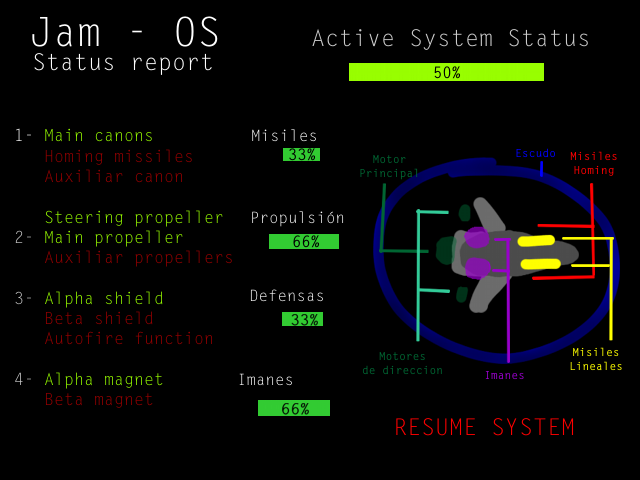 Jam - OS
Status report
Active System Status
50%
1- Main canons
Homing missiles
Auxiliar canon
Misiles
33%
Steering propeller
2- Main propeller
Auxiliar propellers
Propulsión
66%
3- Alpha shield
Beta shield
Autofire function
Defensas
33%
4- Alpha magnet
Beta magnet
Imanes
66%
Motor
Principal
Escudo
Misiles
Homing
Motores
de direccion
Imanes
Misiles
Lineales
RESUME SYSTEM